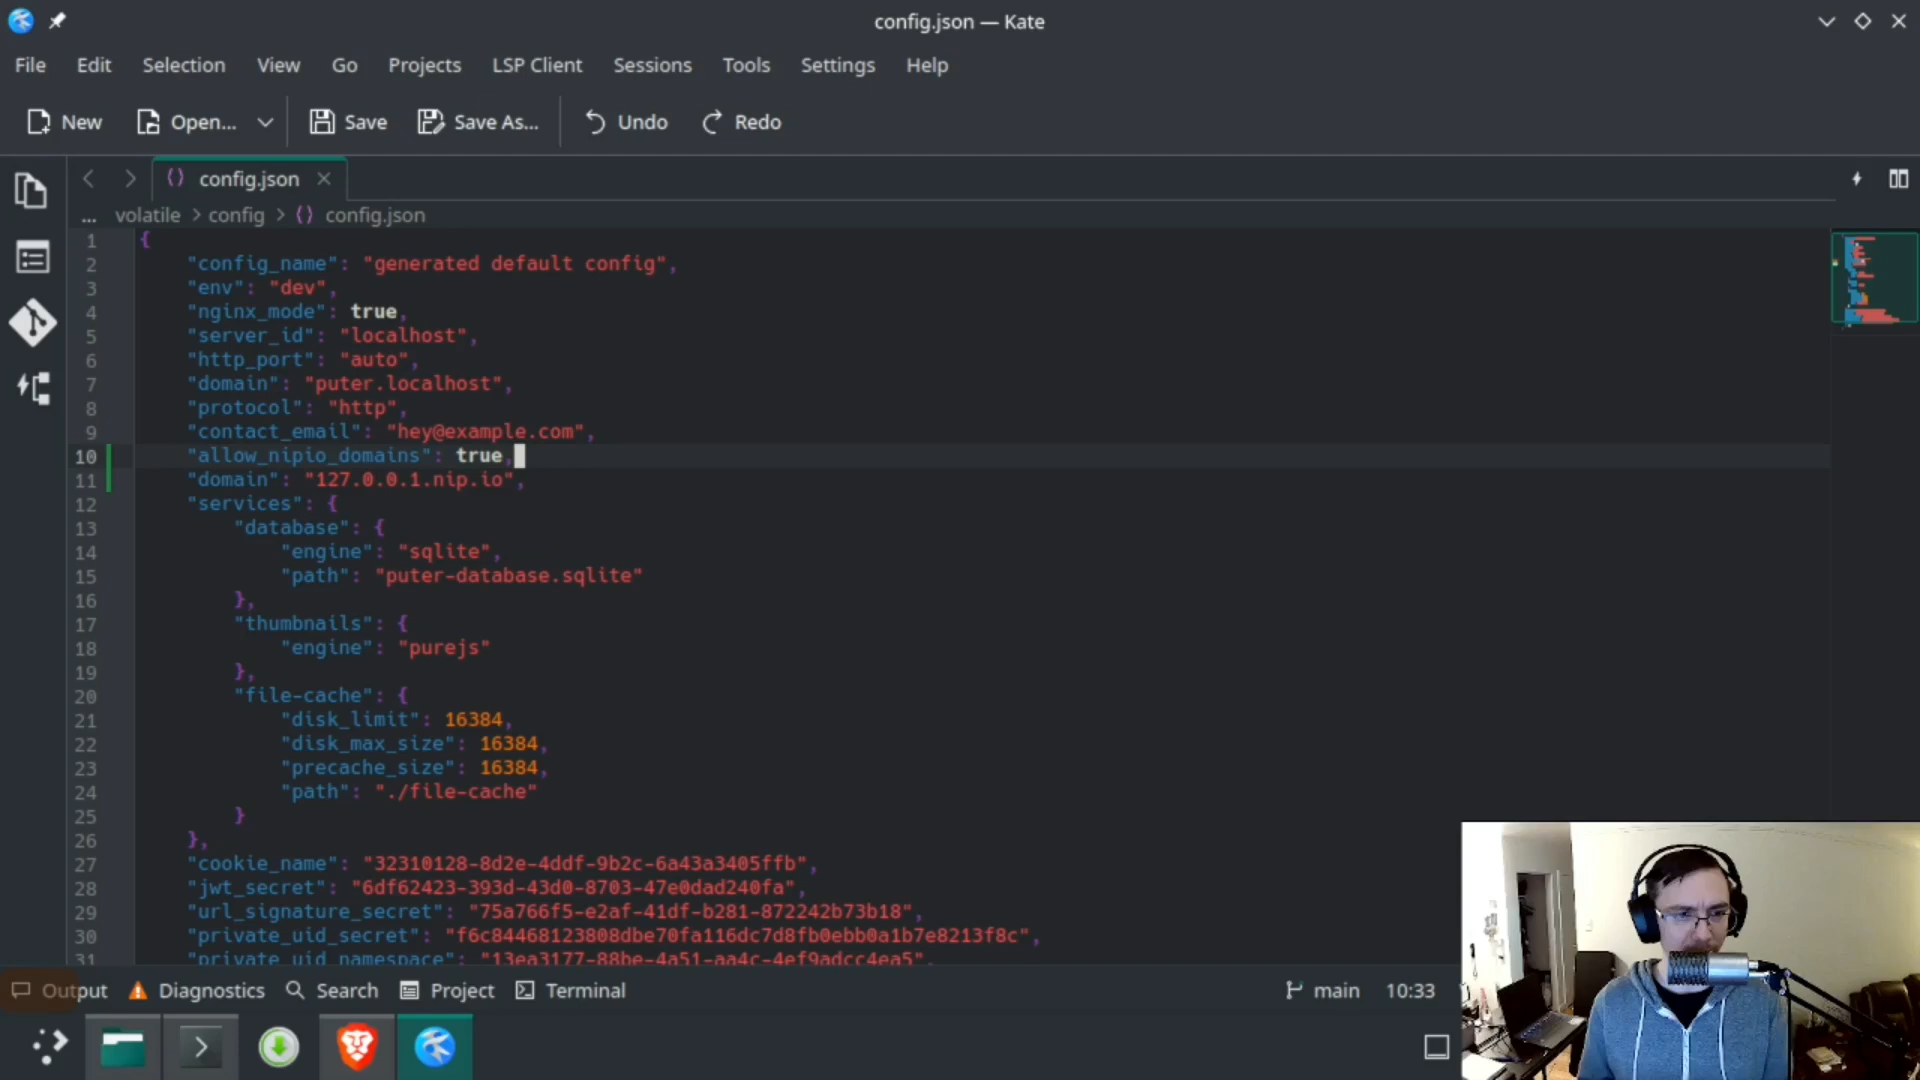 config.json — Kate
File Edit Selection View Go Projects LSP Client Sessions Tools Settings Help
New Open... Save Save As... Undo Redo
config.json
... volatile > config > {} config.json
1 {
2 "config_name": "generated default config",
3 "env": "dev",
4 "nginx_mode": true,
5 "server_id": "localhost",
6 "http_port": "auto",
7 "domain": "puter.localhost",
8 "protocol": "http",
9 "contact_email": "hey@example.com",
10 "allow_nipio_domains": true,
11 "domain": "127.0.0.1.nip.io",
12 "services": {
13 "database": {
14 "engine": "sqlite",
15 "path": "puter-database.sqlite"
16 },
17 "thumbnails": {
18 "engine": "purejs"
19 },
20 "file-cache": {
21 "disk_limit": 16384,
22 "disk_max_size": 16384,
23 "precache_size": 16384,
24 "path": "./file-cache"
25 }
26 },
27 "cookie_name": "32310128-8d2e-4ddf-9b2c-6a43a3405ffb",
28 "jwt_secret": "6df62423-393d-43d0-8703-47e0dad240fa",
29 "url_signature_secret": "75a766f5-e2af-41df-b281-872242b73b18",
30 "private_uid_secret": "f6c84468123808dbe70fa116dc7d8fb0ebb0a1b7e8213f8c",
31 "private_uid_namespace": "13ea3177-88be-4a51-aa4c-4ef9adcc4ea5",
Output Diagnostics Search Project Terminal main 10:33